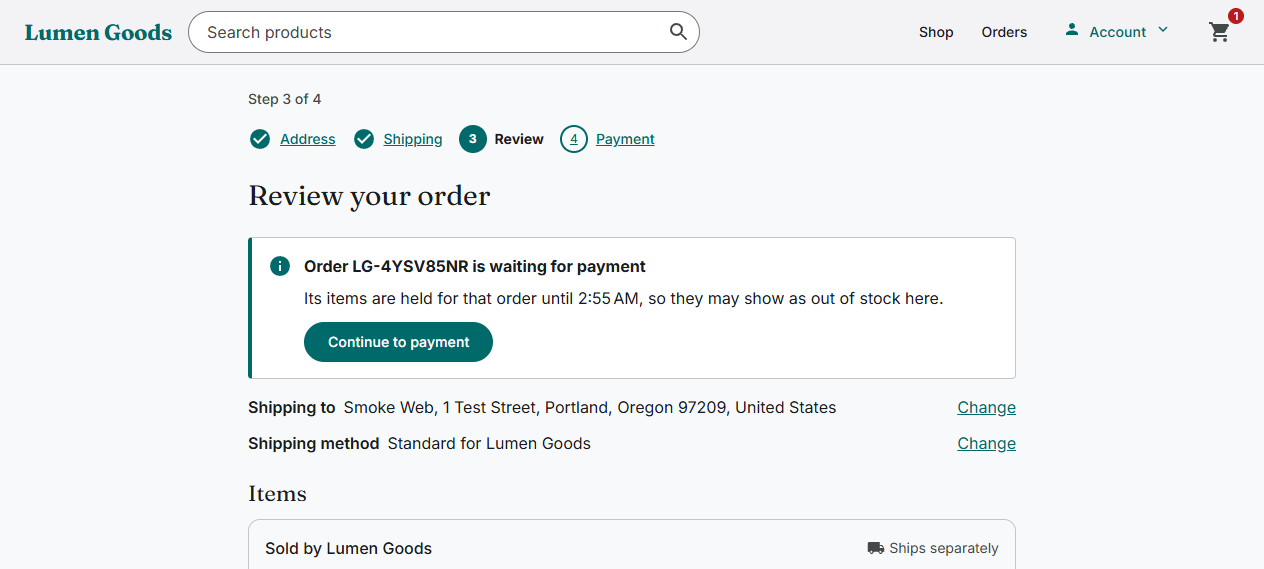 Lumen Goods
Search products
Shop
Orders
Account
1
Step 3 of 4
Address
Shipping
3
Review
4
Payment
Review your order
Order LG-4YSV85NR is waiting for payment
Its items are held for that order until 2:55 AM, so they may show as out of stock here.
Continue to payment
Shipping to Smoke Web, 1 Test Street, Portland, Oregon 97209, United States
Change
Shipping method Standard for Lumen Goods
Change
Items
Sold by Lumen Goods
Ships separately